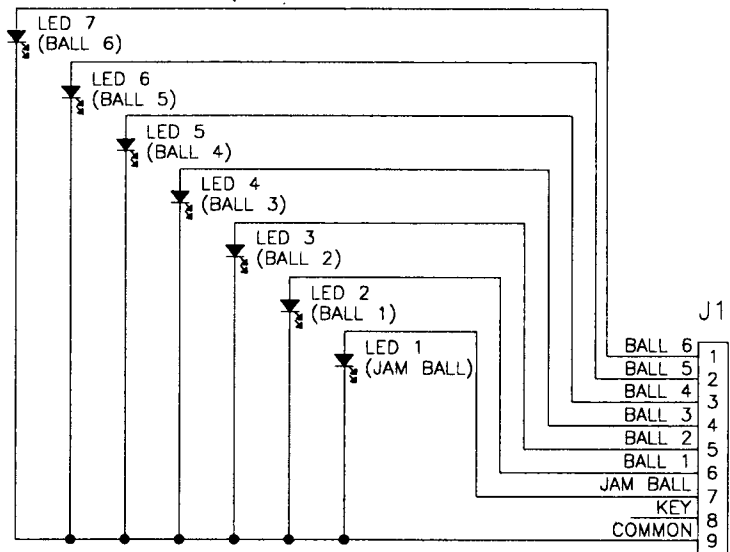 LED 7
(BALL 6)
LED 6
(BALL 5)
LED 5
(BALL 4)
LED 4
(BALL 3)
LED 3
(BALL 2)
LED 2
(BALL 1)
LED 1
(JAM BALL)
J1
BALL 6 1
BALL 5 2
BALL 4 3
BALL 3 4
BALL 2 5
BALL 1 6
JAM BALL 7
KEY 8
COMMON 9